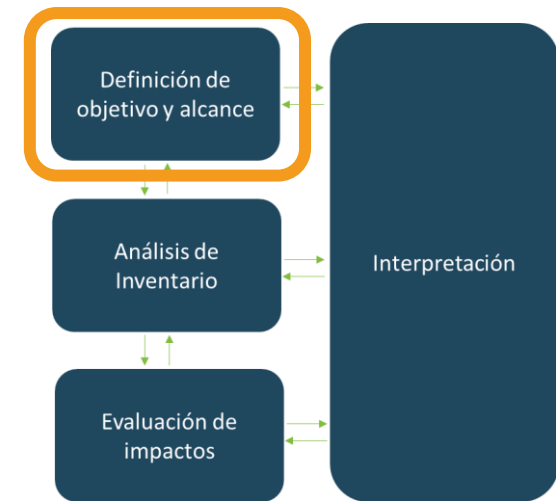 Definición de
objetivo y alcance
Análisis de
Inventario
Interpretación
Evaluación de
impactos